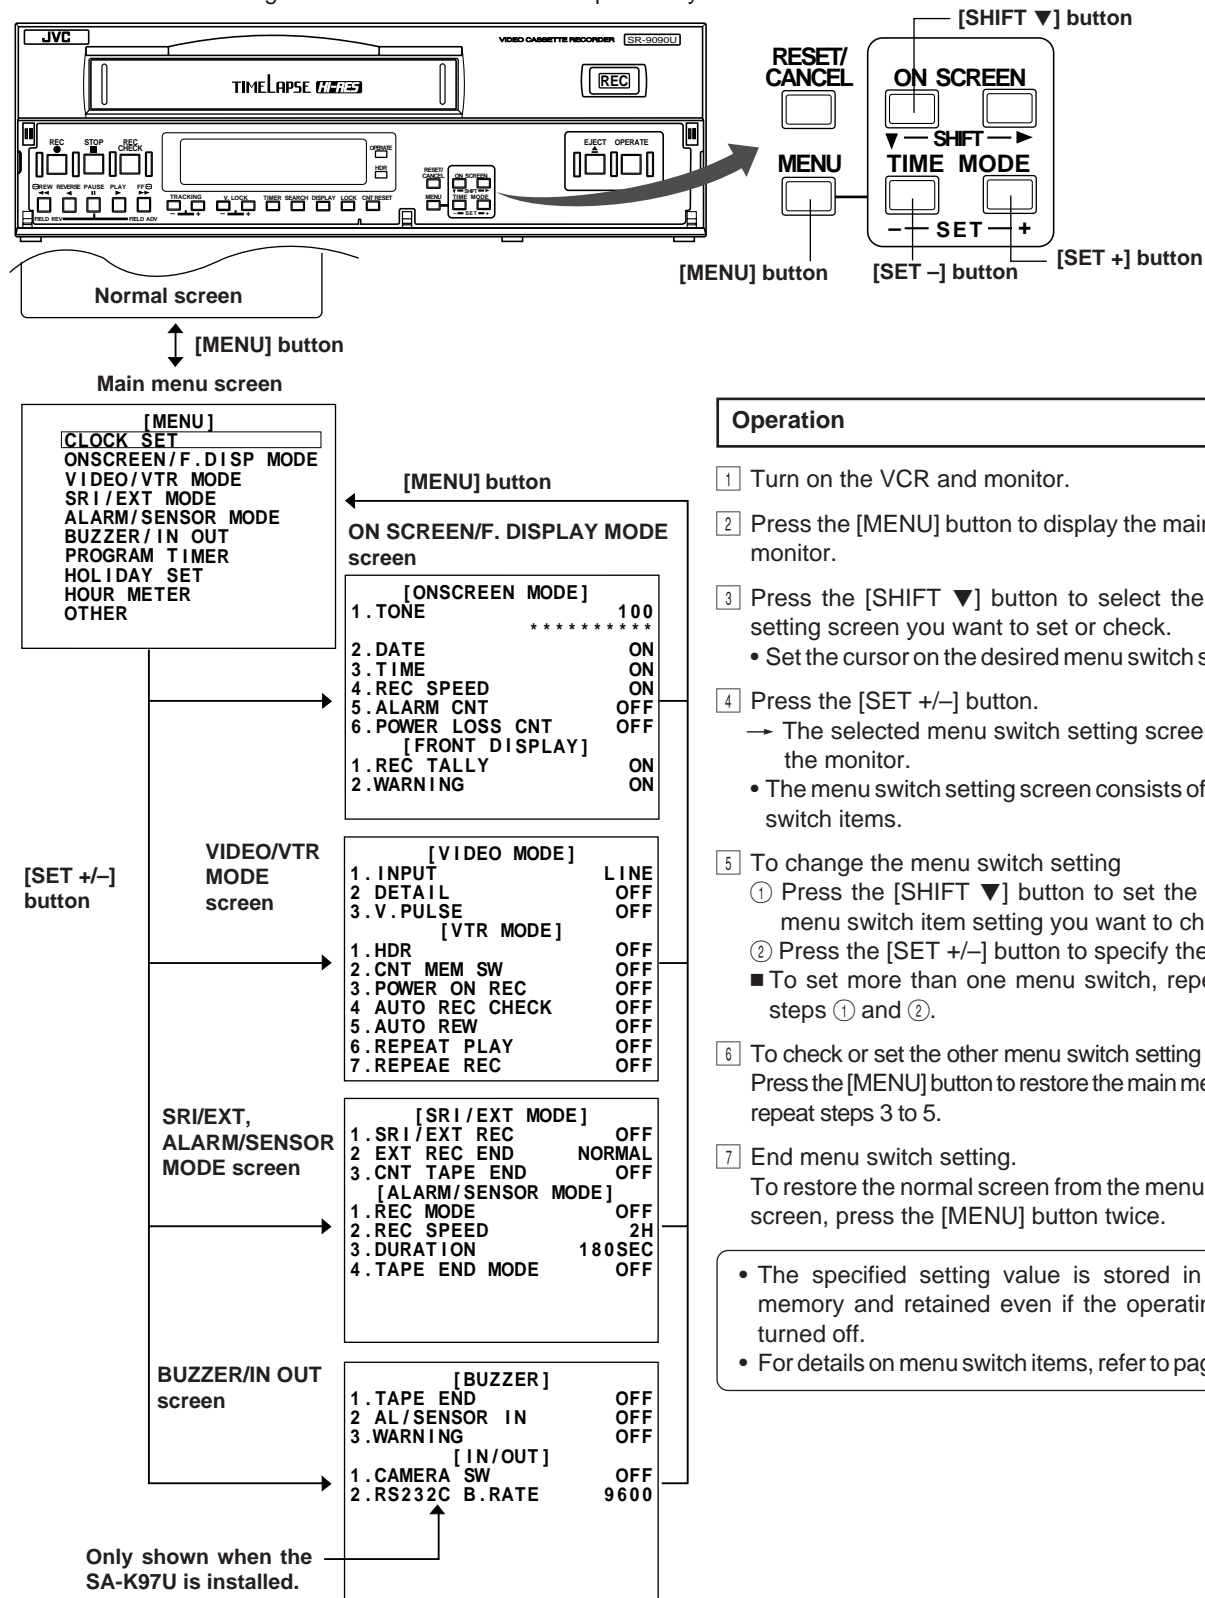 [SHIFT ▼] button
JVC
VIDEO CASSETTE RECORDER SR-9090U
TIMELAPSE HI-RES
REC
REC STOP REC CHECK
OPERATE
HDR
EJECT OPERATE
REW REVERSE PAUSE PLAY FF
TRACKING V. LOCK TIMER SEARCH DISPLAY LOCK CNT RESET
– + – +
FIELD REV FIELD ADV
RESET/CANCEL ON SCREEN
▼ SHIFT ►
MENU TIME MODE
– SET +
RESET/
CANCEL ON SCREEN
▼ — SHIFT — ►
MENU TIME MODE
– — SET — +
[MENU] button [SET –] button [SET +] button
Normal screen
[MENU] button
Main menu screen
[MENU]
CLOCK SET
ONSCREEN/F.DISP MODE
VIDEO/VTR MODE
SRI/EXT MODE
ALARM/SENSOR MODE
BUZZER/IN OUT
PROGRAM TIMER
HOLIDAY SET
HOUR METER
OTHER
[MENU] button
ON SCREEN/F. DISPLAY MODE
screen
[ONSCREEN MODE]
1.TONE 100
**********
2.DATE ON
3.TIME ON
4.REC SPEED ON
5.ALARM CNT OFF
6.POWER LOSS CNT OFF
[FRONT DISPLAY]
1.REC TALLY ON
2.WARNING ON
[SET +/–]
button
VIDEO/VTR
MODE
screen
[VIDEO MODE]
1.INPUT LINE
2 DETAIL OFF
3.V.PULSE OFF
[VTR MODE]
1.HDR OFF
2.CNT MEM SW OFF
3.POWER ON REC OFF
4 AUTO REC CHECK OFF
5.AUTO REW OFF
6.REPEAT PLAY OFF
7.REPEAE REC OFF
SRI/EXT,
ALARM/SENSOR
MODE screen
[SRI/EXT MODE]
1.SRI/EXT REC OFF
2 EXT REC END NORMAL
3.CNT TAPE END OFF
[ALARM/SENSOR MODE]
1.REC MODE OFF
2.REC SPEED 2H
3.DURATION 180SEC
4.TAPE END MODE OFF
BUZZER/IN OUT
screen
[BUZZER]
1.TAPE END OFF
2 AL/SENSOR IN OFF
3.WARNING OFF
[IN/OUT]
1.CAMERA SW OFF
2.RS232C B.RATE 9600
Only shown when the
SA-K97U is installed.
Operation
1 Turn on the VCR and monitor.
2 Press the [MENU] button to display the main
monitor.
3 Press the [SHIFT ▼] button to select the
setting screen you want to set or check.
• Set the cursor on the desired menu switch s
4 Press the [SET +/–] button.
→ The selected menu switch setting screen
the monitor.
• The menu switch setting screen consists of
switch items.
5 To change the menu switch setting
① Press the [SHIFT ▼] button to set the
menu switch item setting you want to ch
② Press the [SET +/–] button to specify the
■ To set more than one menu switch, repe
steps ① and ②.
6 To check or set the other menu switch setting
Press the [MENU] button to restore the main me
repeat steps 3 to 5.
7 End menu switch setting.
To restore the normal screen from the menu
screen, press the [MENU] button twice.
• The specified setting value is stored in
memory and retained even if the operatin
turned off.
• For details on menu switch items, refer to pag